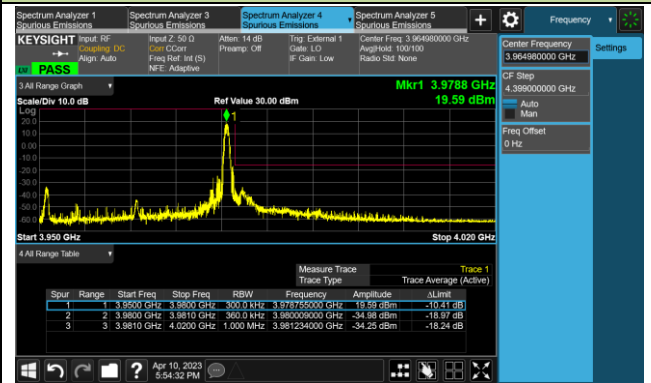 Spectrum Analyzer 1
Spurious Emissions
Spectrum Analyzer 3
Spurious Emissions
Spectrum Analyzer 4
Spurious Emissions
Spectrum Analyzer 5
Spurious Emissions
+
Frequency
KEYSIGHT
Input: RF
Coupling: DC
Align: Auto
Input Z: 50 Ω
Corr CCorr
Freq Ref: Int (S)
NFE: Adaptive
Atten: 14 dB
Preamp: Off
Trig: External 1
Gate: LO
IF Gain: Low
Center Freq: 3.964980000 GHz
Avg|Hold: 100/100
Radio Std: None
PASS
Center Frequency
3.964980000 GHz
Settings
CF Step
4.399000000 GHz
Auto
Man
Freq Offset
0 Hz
3 All Range Graph
Mkr1 3.9788 GHz
Scale/Div 10.0 dB
Ref Value 30.00 dBm
19.59 dBm
Log
1
20.0
10.0
0.00
-10.0
-20.0
-30.0
-40.0
-50.0
-60.0
Start 3.950 GHz
Stop 4.020 GHz
4 All Range Table
Measure Trace Trace 1
Trace Type Trace Average (Active)
Spur Range Start Freq Stop Freq RBW Frequency Amplitude ΔLimit
1 1 3.9500 GHz 3.9800 GHz 300.0 kHz 3.978755000 GHz 19.59 dBm -10.41 dB
2 2 3.9800 GHz 3.9810 GHz 360.0 kHz 3.980009000 GHz -34.98 dBm -18.97 dB
3 3 3.9810 GHz 4.0200 GHz 1.000 MHz 3.981234000 GHz -34.25 dBm -18.24 dB
?
Apr 10, 2023
5:54:32 PM